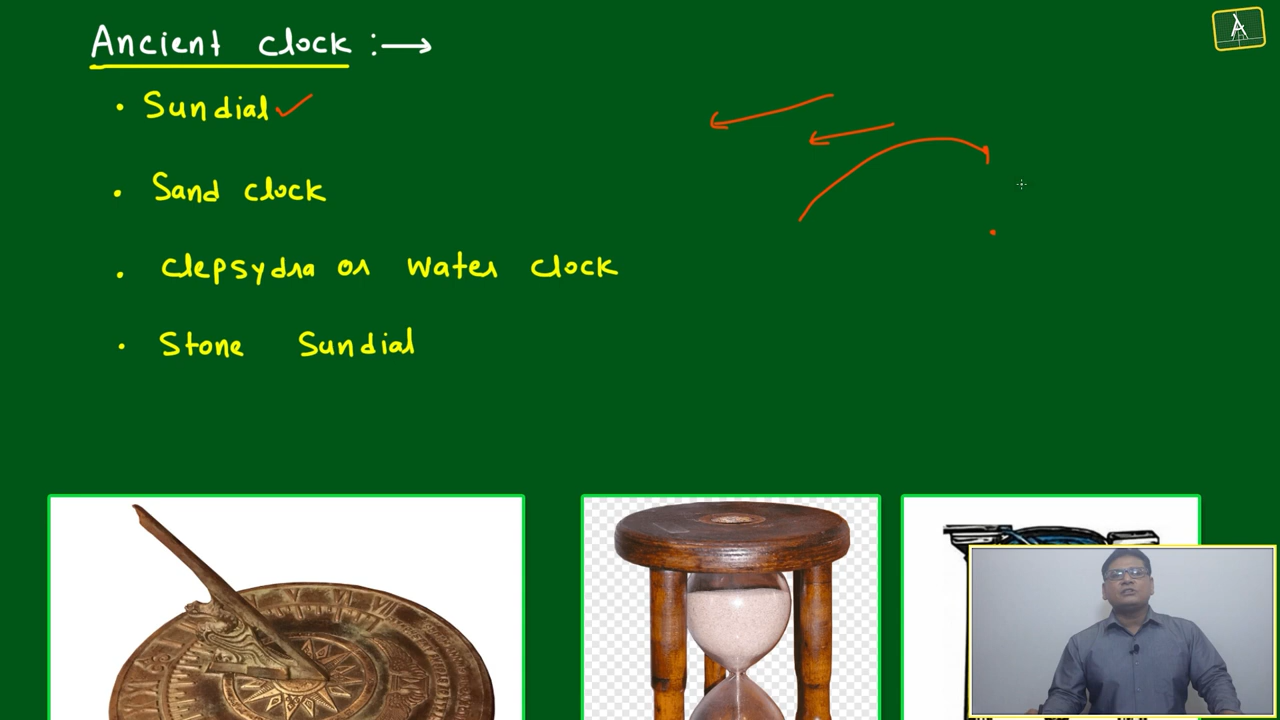 Ancient clock :→
• Sundial ✓
• Sand clock
• Clepsydra or Water clock
• Stone Sundial